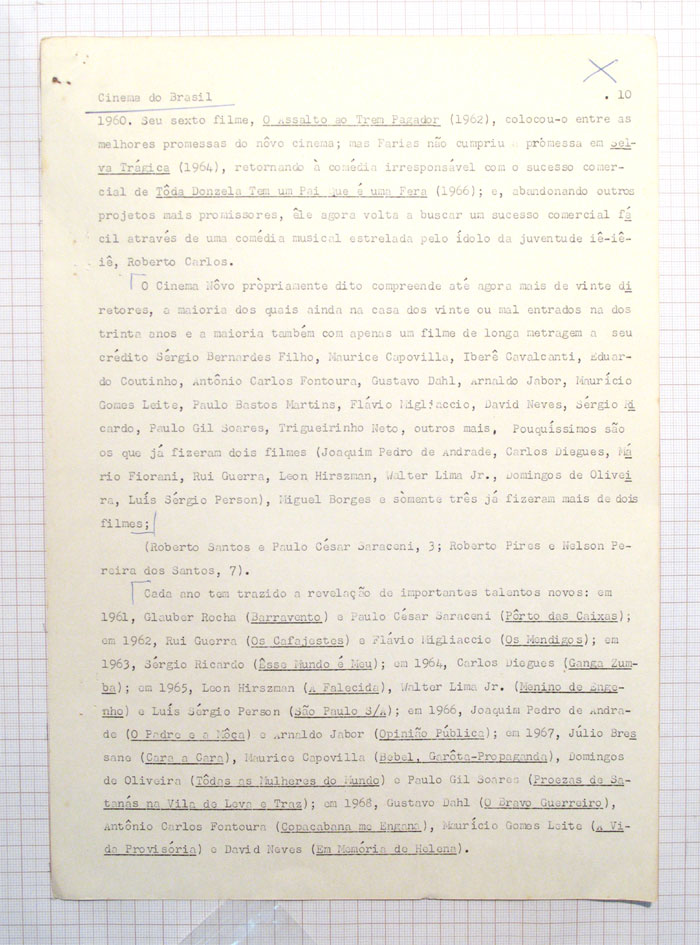 Cinema do Brasil . 10
1960. Seu sexto filme, O Assalto ao Trem Pagador (1962), colocou-o entre as
melhores promessas do nôvo cinema; mas Farias não cumpriu a promessa em Sel-
va Trágica (1964), retornando à comédia irresponsável com o sucesso comer-
cial de Tôda Donzela Tem um Pai que é uma Fera (1966); e, abandonando outros
projetos mais promissores, êle agora volta a buscar um sucesso comercial fá
cil através de uma comédia musical estrelada pelo ídolo da juventude iê-iê-
iê, Roberto Carlos.
O Cinema Nôvo pròpriamente dito compreende até agora mais de vinte di
retores, a maioria dos quais ainda na casa dos vinte ou mal entrados na dos
trinta anos e a maioria também com apenas um filme de longa metragem a seu
crédito Sérgio Bernardes Filho, Maurice Capovilla, Iberê Cavalcanti, Eduar-
do Coutinho, Antônio Carlos Fontoura, Gustavo Dahl, Arnaldo Jabor, Maurício
Gomes Leite, Paulo Bastos Martins, Flávio Migliaccio, David Neves, Sérgio Ri
cardo, Paulo Gil Soares, Trigueirinho Neto, outros mais, Pouquíssimos são
os que já fizeram dois filmes (Joaquim Pedro de Andrade, Carlos Diegues, Má
rio Fiorani, Rui Guerra, Leon Hirszman, Walter Lima Jr., Domingos de Olivei
ra, Luís Sérgio Person), Miguel Borges e sòmente três já fizeram mais de dois
filmes;
(Roberto Santos e Paulo César Saraceni, 3; Roberto Pires e Nelson Pe-
reira dos Santos, 7).
Cada ano tem trazido a revelação de importantes talentos novos: em
1961, Glauber Rocha (Barravento) e Paulo César Saraceni (Pôrto das Caixas);
em 1962, Rui Guerra (Os Cafajestes) e Flávio Migliaccio (Os Mendigos); em
1963, Sérgio Ricardo (Êsse Mundo é Meu); em 1964, Carlos Diegues (Ganga Zum-
ba); em 1965, Leon Hirszman (A Falecida), Walter Lima Jr. (Menino de Enge-
nho) e Luís Sérgio Person (São Paulo S/A); em 1966, Joaquim Pedro de Andra-
de (O Padre e a Môça) e Arnaldo Jabor (Opinião Pública); em 1967, Júlio Bres
sane (Cara a Cara), Maurice Capovilla (Bebel, Garôta-Propaganda), Domingos
de Oliveira (Tôdas as Mulheres do Mundo) e Paulo Gil Soares (Proezas de Sa-
tanás na Vila de Leva e Traz); em 1968, Gustavo Dahl (O Bravo Guerreiro),
Antônio Carlos Fontoura (Copacabana me Engana), Maurício Gomes Leite (A Vi-
da Provisória) e David Neves (Em Memória de Helena).